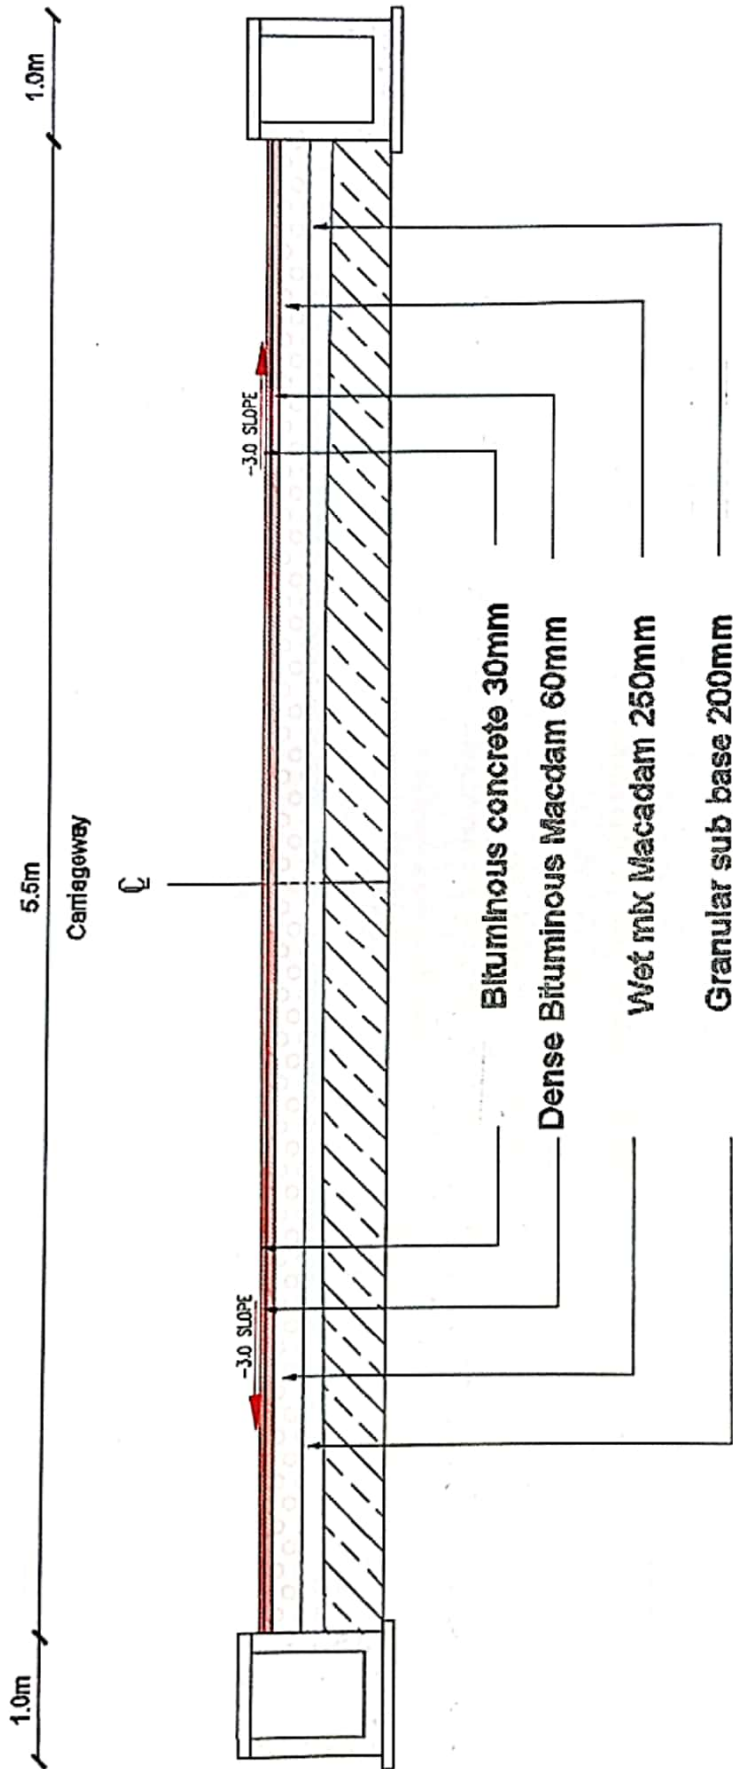 1.0m
5.5m
1.0m
Carriageway
℄
-3.0 SLOPE
-3.0 SLOPE
Bituminous concrete 30mm
Dense Bituminous Macdam 60mm
Wet mix Macadam 250mm
Granular sub base 200mm